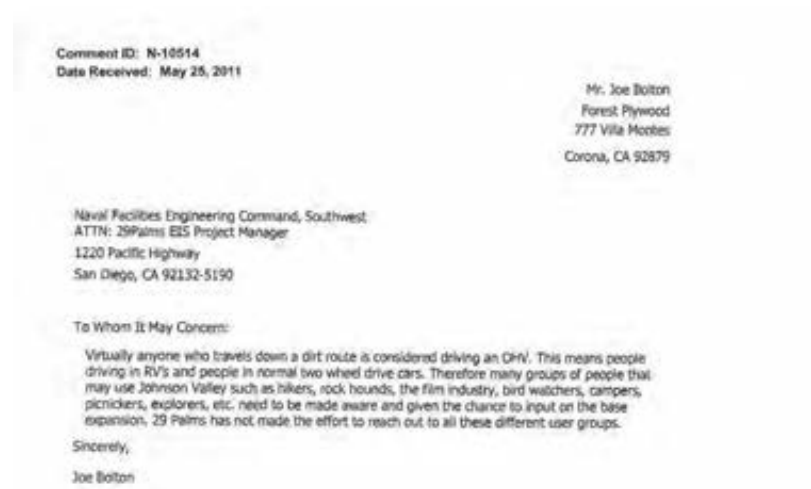 Comment ID: N-10514
Date Received: May 25, 2011
Mr. Joe Bolton
Forest Plywood
777 Villa Montes
Corona, CA 92879
Naval Facilities Engineering Command, Southwest
ATTN: 29Palms EIS Project Manager
1220 Pacific Highway
San Diego, CA 92132-5190
To Whom It May Concern:
Virtually anyone who travels down a dirt route is considered driving an OHV. This means people
driving in RV's and people in normal two wheel drive cars. Therefore many groups of people that
may use Johnson Valley such as hikers, rock hounds, the film industry, bird watchers, campers,
picnickers, explorers, etc. need to be made aware and given the chance to input on the base
expansion. 29 Palms has not made the effort to reach out to all these different user groups.
Sincerely,
Joe Bolton